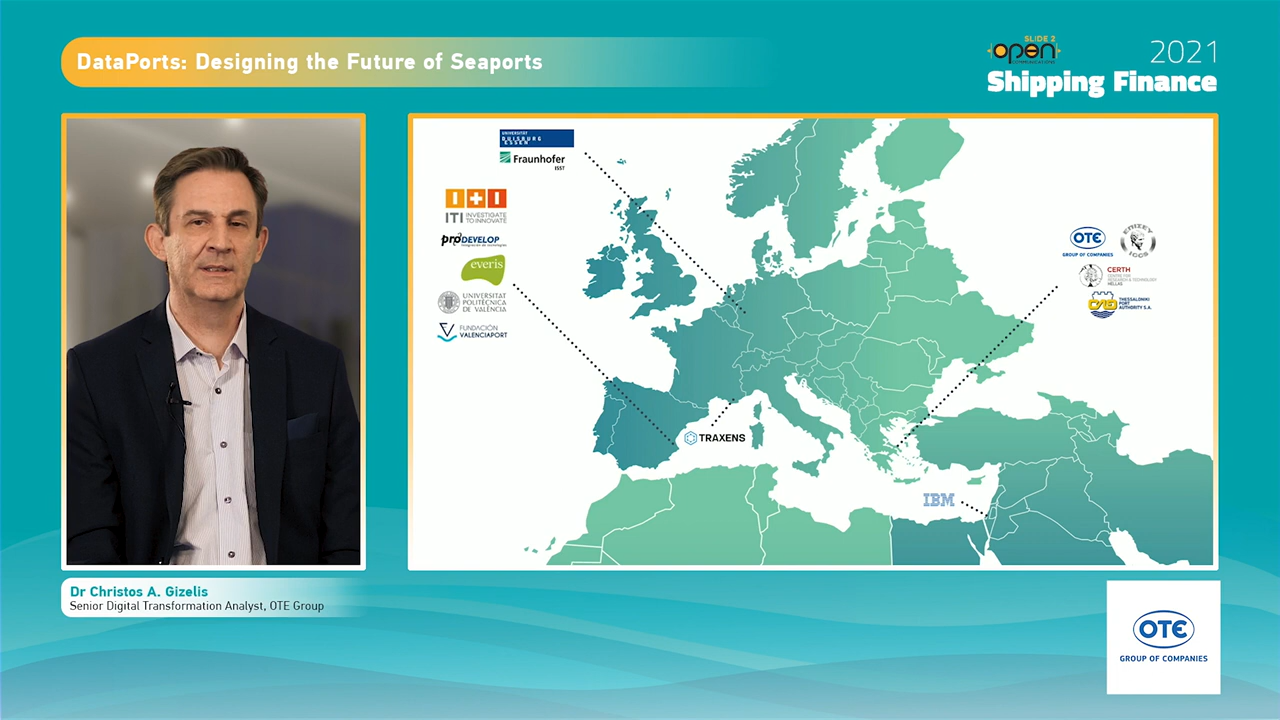 DataPorts: Designing the Future of Seaports
SLIDE 2
open
COMMUNICATIONS
2021
Shipping Finance
UNIVERSITÄT
DUISBURG
ESSEN
Fraunhofer
ISST
ITI INVESTIGATE
TO INNOVATE
prodevelop
everis
UNIVERSITAT
POLITÈCNICA
DE VALÈNCIA
FUNDACIÓN
VALENCIAPORT
TRAXENS
IBM
OTE
GROUP OF COMPANIES
ΕΠΙΣΕΥ
ICCS
CERTH
CENTRE FOR
RESEARCH & TECHNOLOGY
HELLAS
THESSALONIKI
PORT
AUTHORITY S.A.
Dr Christos A. Gizelis
Senior Digital Transformation Analyst, OTE Group
OTE
GROUP OF COMPANIES